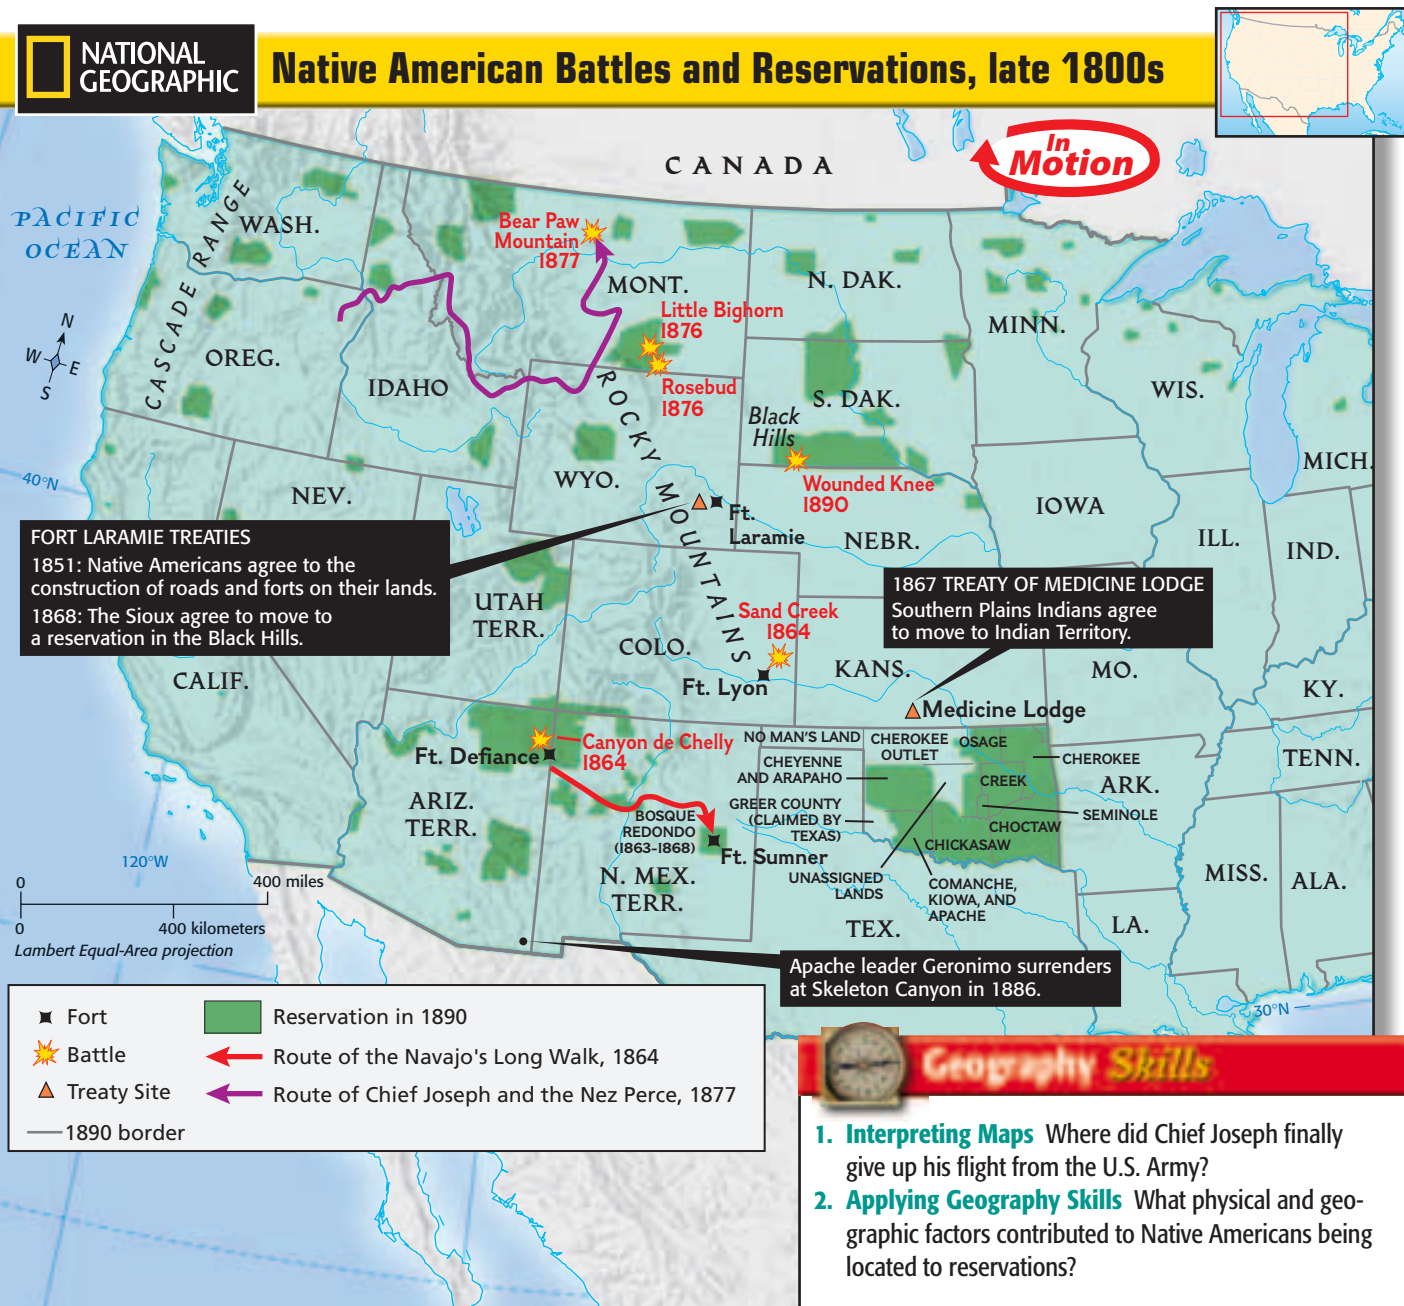 NATIONAL
GEOGRAPHIC
Native American Battles and Reservations, late 1800s
In
Motion
CANADA
PACIFIC
OCEAN
CASCADE RANGE
WASH.
Bear Paw
Mountain
1877
MONT.
N. DAK.
MINN.
Little Bighorn
1876
Rosebud
1876
N
W
E
S
OREG.
IDAHO
ROCKY MOUNTAINS
S. DAK.
Black
Hills
WIS.
MICH.
40°N
NEV.
WYO.
Wounded Knee
1890
IOWA
Ft.
Laramie
NEBR.
ILL.
IND.
FORT LARAMIE TREATIES
1851: Native Americans agree to the
construction of roads and forts on their lands.
1868: The Sioux agree to move to
a reservation in the Black Hills.
1867 TREATY OF MEDICINE LODGE
Southern Plains Indians agree
to move to Indian Territory.
UTAH
TERR.
Sand Creek
1864
COLO.
KANS.
MO.
KY.
CALIF.
Ft. Lyon
Medicine Lodge
Canyon de Chelly
1864
Ft. Defiance
NO MAN'S LAND
CHEROKEE
OUTLET
OSAGE
CHEROKEE
TENN.
CHEYENNE
AND ARAPAHO
CREEK
ARK.
ARIZ.
TERR.
GREER COUNTY
(CLAIMED BY
TEXAS)
SEMINOLE
CHOCTAW
CHICKASAW
BOSQUE
REDONDO
(1863-1868)
Ft. Sumner
N. MEX.
TERR.
UNASSIGNED
LANDS
COMANCHE,
KIOWA, AND
APACHE
MISS.
ALA.
TEX.
LA.
120°W
0
400 miles
0
400 kilometers
Lambert Equal-Area projection
Apache leader Geronimo surrenders
at Skeleton Canyon in 1886.
30°N
Fort
Battle
Treaty Site
1890 border
Reservation in 1890
Route of the Navajo's Long Walk, 1864
Route of Chief Joseph and the Nez Perce, 1877
Geography Skills
1. Interpreting Maps Where did Chief Joseph finally
give up his flight from the U.S. Army?
2. Applying Geography Skills What physical and geo-
graphic factors contributed to Native Americans being
located to reservations?